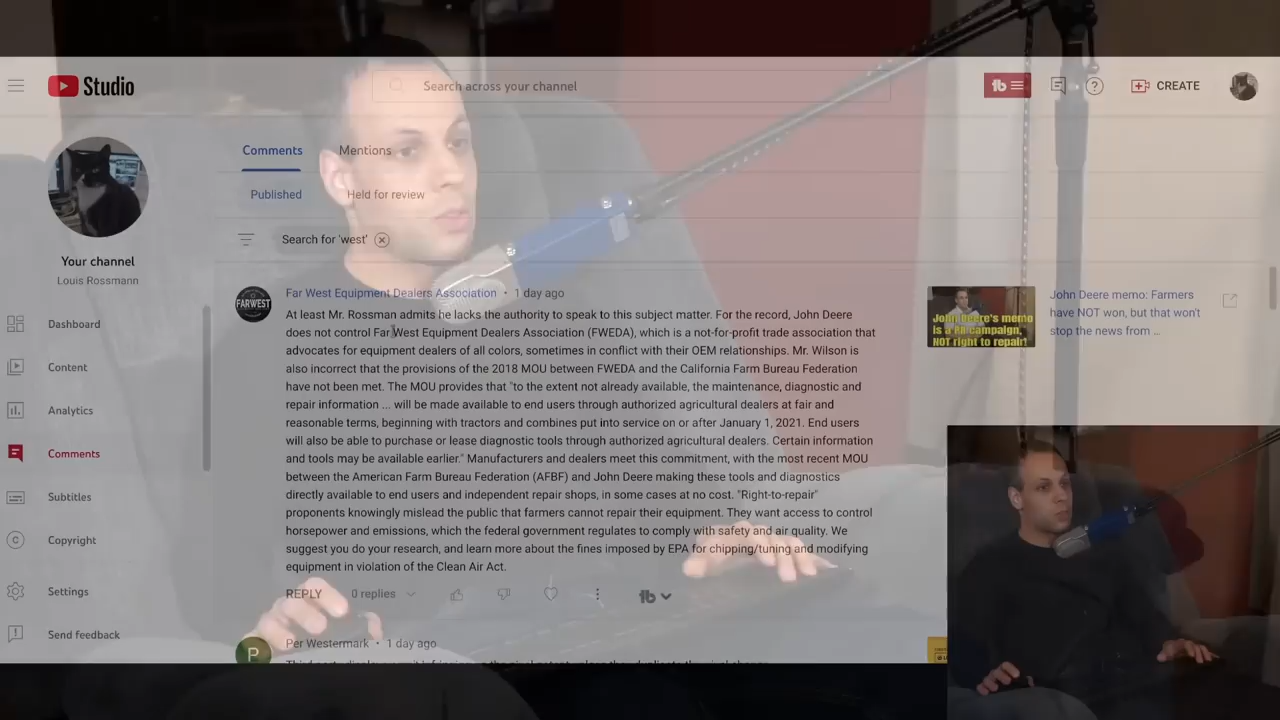 Studio
Search across your channel
CREATE
Comments
Mentions
Published
Held for review
Search for 'west'
Your channel
Louis Rossmann
Dashboard
Content
Analytics
Comments
Subtitles
Copyright
Settings
Send feedback
FARWEST
Far West Equipment Dealers Association • 1 day ago
At least Mr. Rossman admits he lacks the authority to speak to this subject matter. For the record, John Deere
does not control Far West Equipment Dealers Association (FWEDA), which is a not-for-profit trade association that
advocates for equipment dealers of all colors, sometimes in conflict with their OEM relationships. Mr. Wilson is
also incorrect that the provisions of the 2018 MOU between FWEDA and the California Farm Bureau Federation
have not been met. The MOU provides that "to the extent not already available, the maintenance, diagnostic and
repair information ... will be made available to end users through authorized agricultural dealers at fair and
reasonable terms, beginning with tractors and combines put into service on or after January 1, 2021. End users
will also be able to purchase or lease diagnostic tools through authorized agricultural dealers. Certain information
and tools may be available earlier." Manufacturers and dealers meet this commitment, with the most recent MOU
between the American Farm Bureau Federation (AFBF) and John Deere making these tools and diagnostics
directly available to end users and independent repair shops, in some cases at no cost. "Right-to-repair"
proponents knowingly mislead the public that farmers cannot repair their equipment. They want access to control
horsepower and emissions, which the federal government regulates to comply with safety and air quality. We
suggest you do your research, and learn more about the fines imposed by EPA for chipping/tuning and modifying
equipment in violation of the Clean Air Act.
REPLY
0 replies
John Deere's memo
is a PR campaign,
NOT right to repair!
John Deere memo: Farmers
have NOT won, but that won't
stop the news from ...
P
Per Westermark • 1 day ago